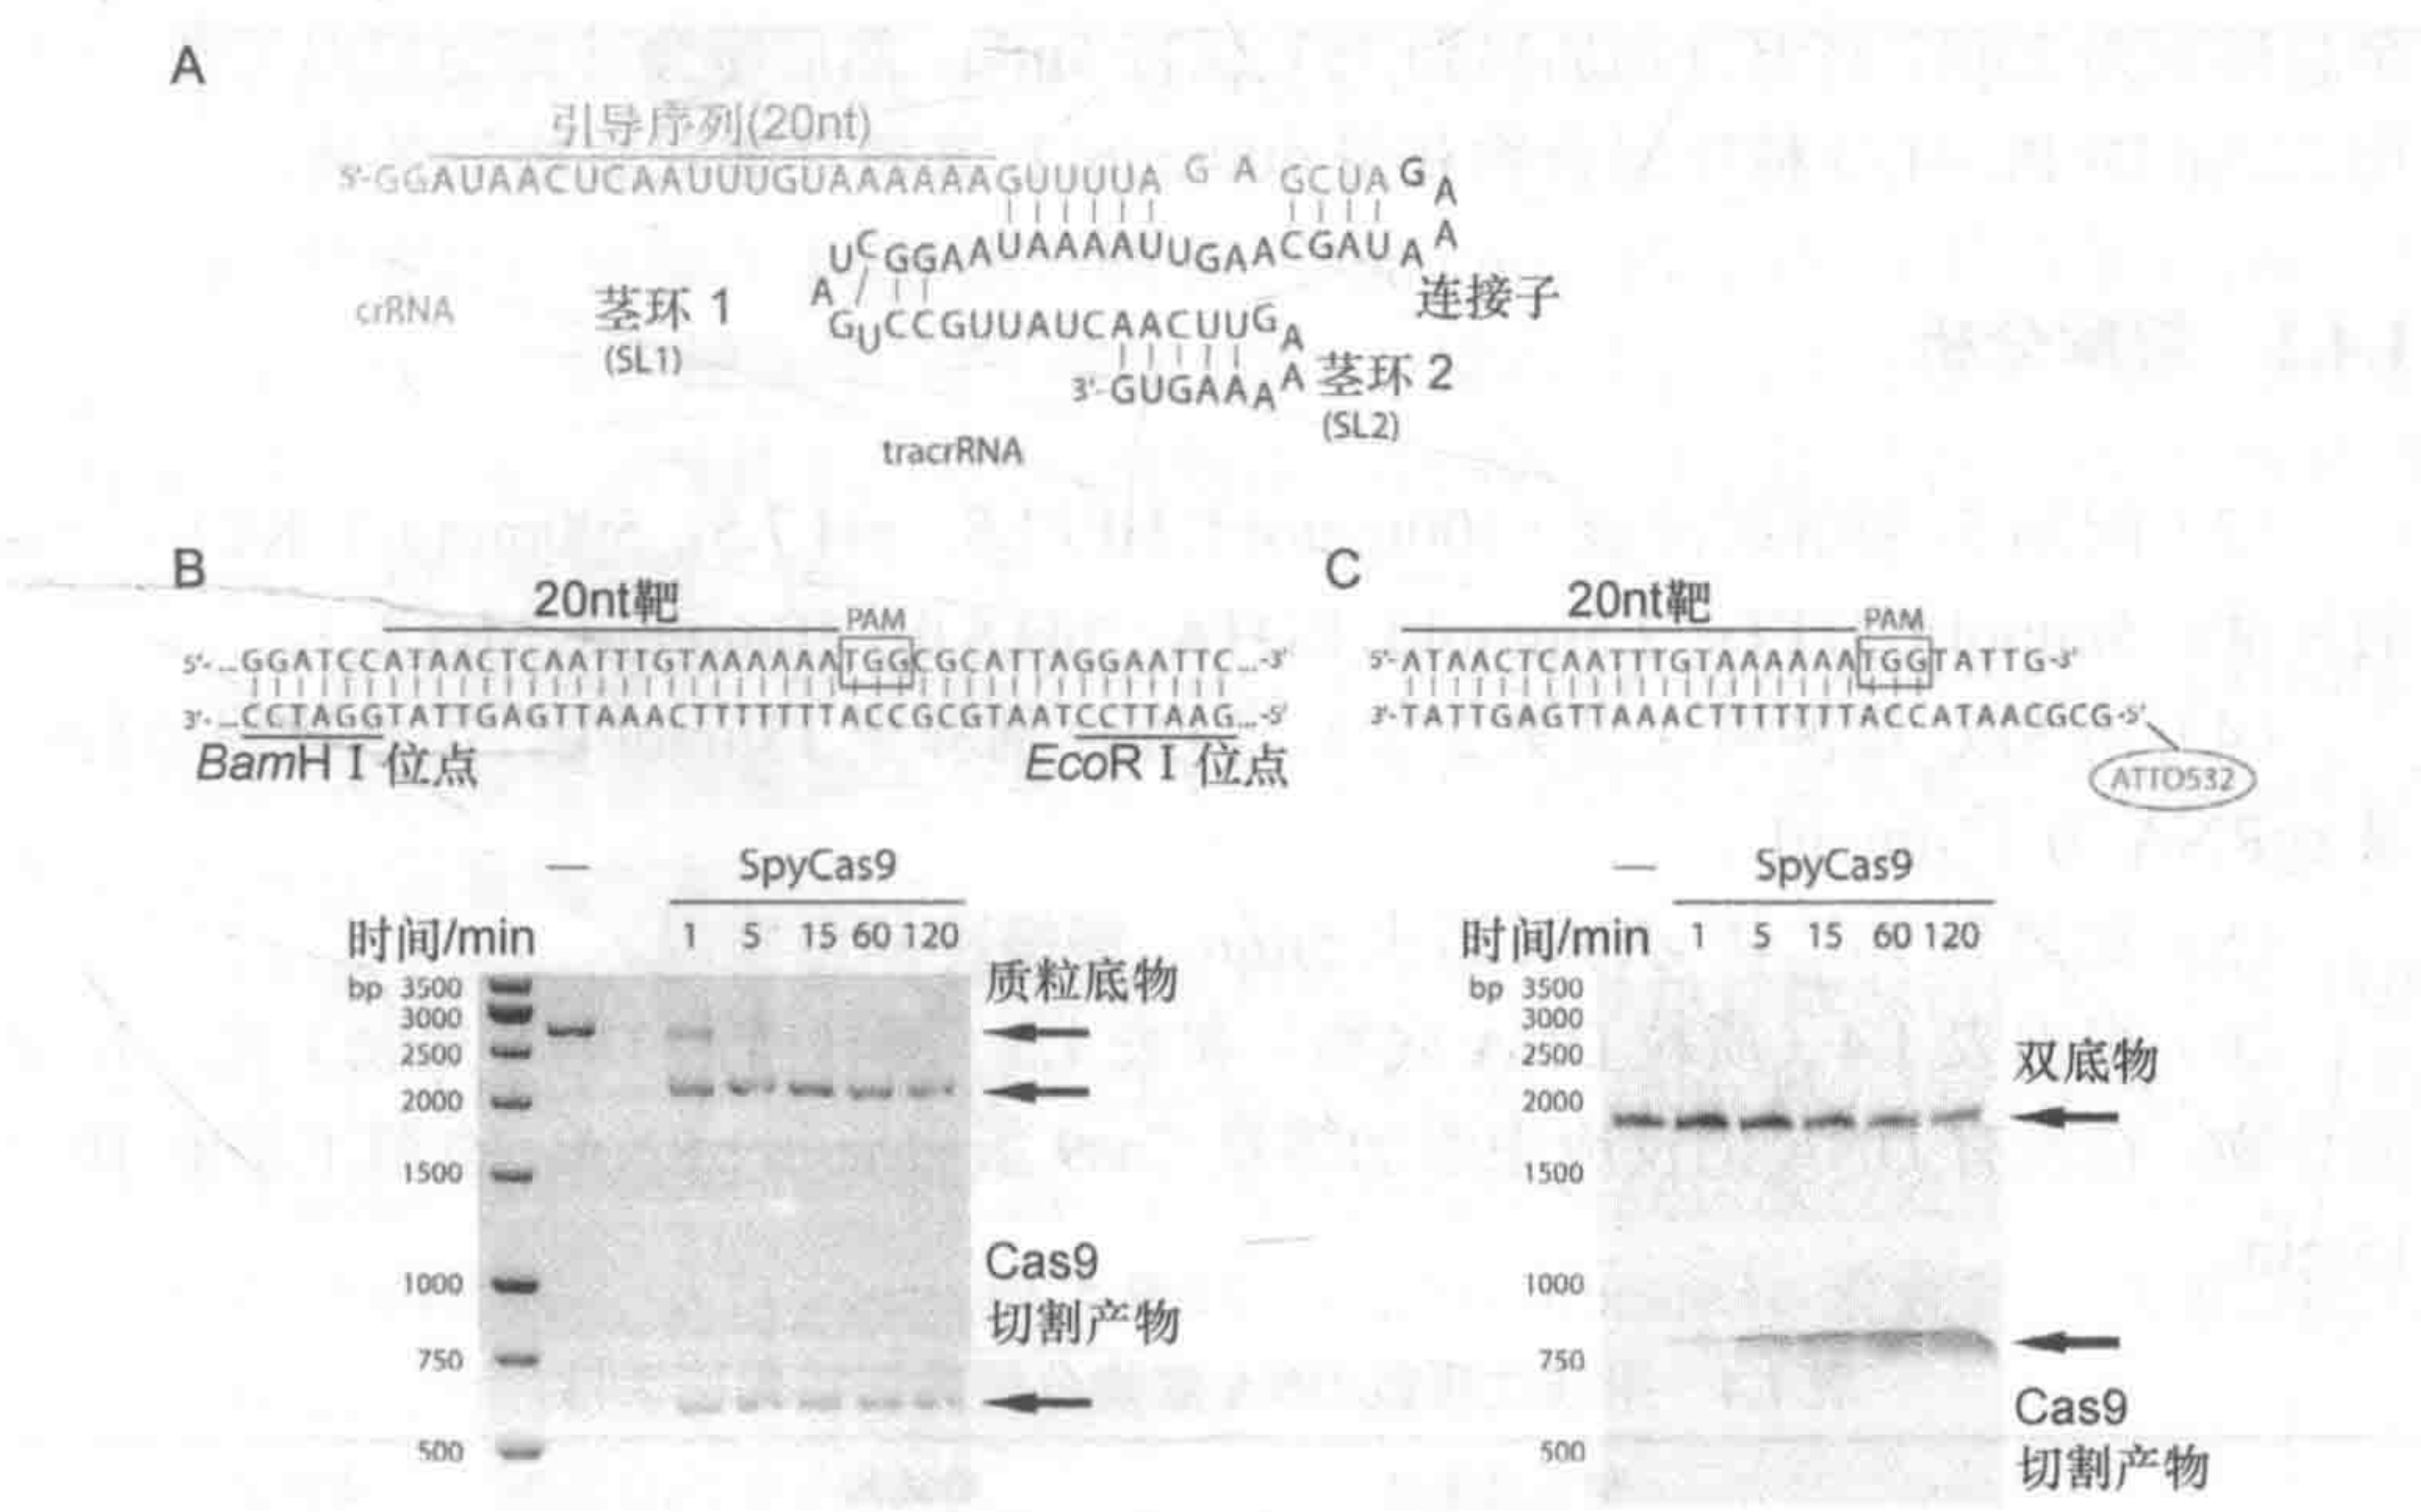 A
引导序列(20nt)
5'-GGAUAACUCAAUUUGUAAAAAAGUUUUA G A GCUA G A
A
UCGGAAUAAAAUUGAACGAUA
A
连接子
crRNA
茎环 1
(SL1)
GUCCGUUAUCAACUUGA
A
茎环 2
(SL2)
3'-GUGAAA
tracrRNA
B
20nt靶
PAM
5'-...GGATCCATAACTCAATTTGTAAAAAATGGCGCATTAGGAATTC...-3'
3'-...CCTAGGTATTGAGTTAAACTTTTTTTACCGCGTAATCCTTAAG...-5'
BamH I 位点
EcoR I 位点
— SpyCas9
时间/min 1 5 15 60 120
bp 3500
3000
2500
2000
1500
1000
750
500
质粒底物
Cas9
切割产物
C
20nt靶
PAM
5'-ATAACTCAATTTGTAAAAAATGGTATTG-3'
3'-TATTGAGTTAAACTTTTTTTACCATAACGCG-5'
ATTO532
— SpyCas9
时间/min 1 5 15 60 120
bp 3500
3000
2500
2000
1500
1000
750
500
双底物
Cas9
切割产物